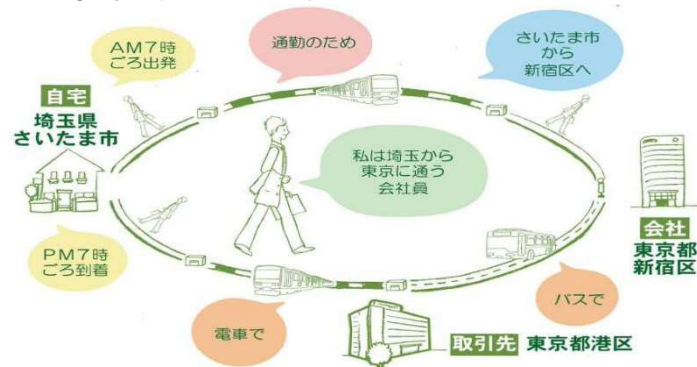 AM7時
ごろ出発
通勤のため
さいたま市
から
新宿区へ
自宅
埼玉県
さいたま市
私は埼玉から
東京に通う
会社員
会社
東京都
新宿区
PM7時
ごろ到着
電車で
バスで
取引先 東京都港区